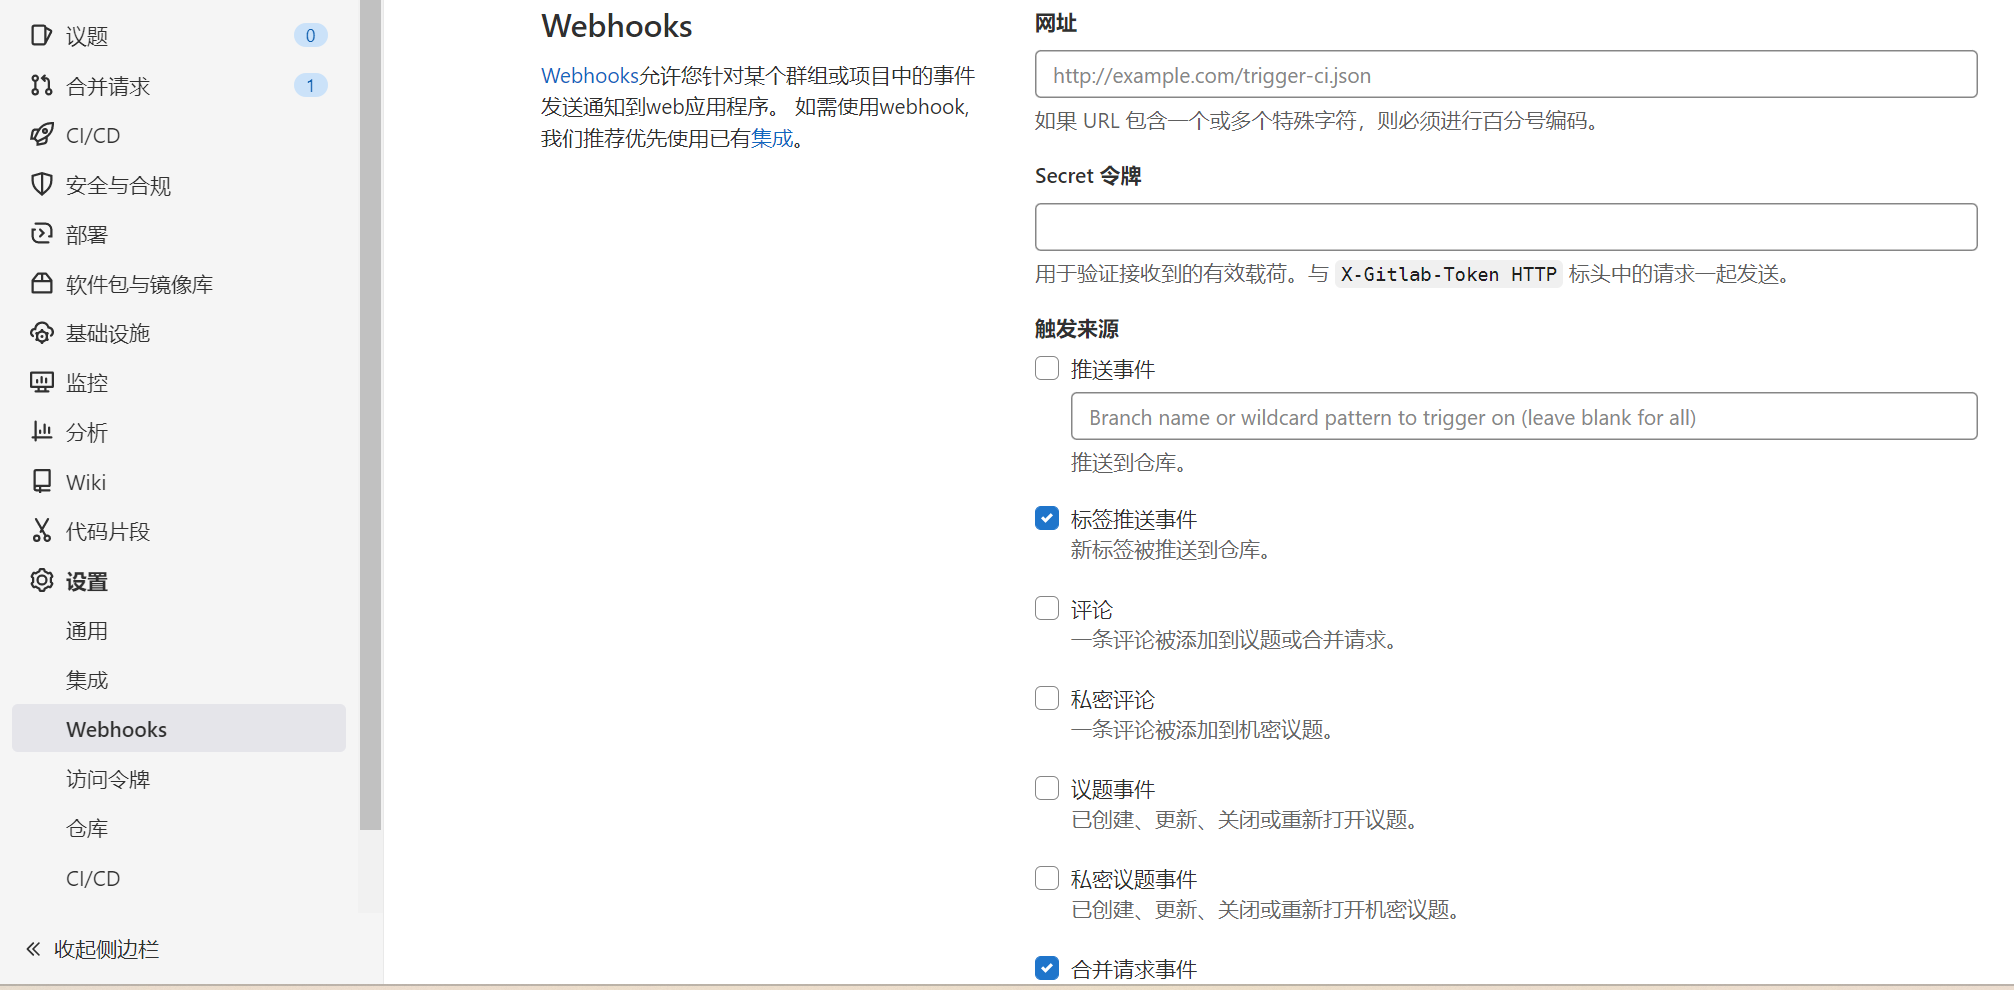 议题
0
合并请求
1
CI/CD
安全与合规
部署
软件包与镜像库
基础设施
监控
分析
Wiki
代码片段
设置
通用
集成
Webhooks
访问令牌
仓库
CI/CD
收起侧边栏
Webhooks
Webhooks允许您针对某个群组或项目中的事件
发送通知到web应用程序。 如需使用webhook,
我们推荐优先使用已有集成。
网址
http://example.com/trigger-ci.json
如果 URL 包含一个或多个特殊字符，则必须进行百分号编码。
Secret 令牌
用于验证接收到的有效载荷。与 X-Gitlab-Token HTTP 标头中的请求一起发送。
触发来源
推送事件
Branch name or wildcard pattern to trigger on (leave blank for all)
推送到仓库。
标签推送事件
新标签被推送到仓库。
评论
一条评论被添加到议题或合并请求。
私密评论
一条评论被添加到机密议题。
议题事件
已创建、更新、关闭或重新打开议题。
私密议题事件
已创建、更新、关闭或重新打开机密议题。
合并请求事件